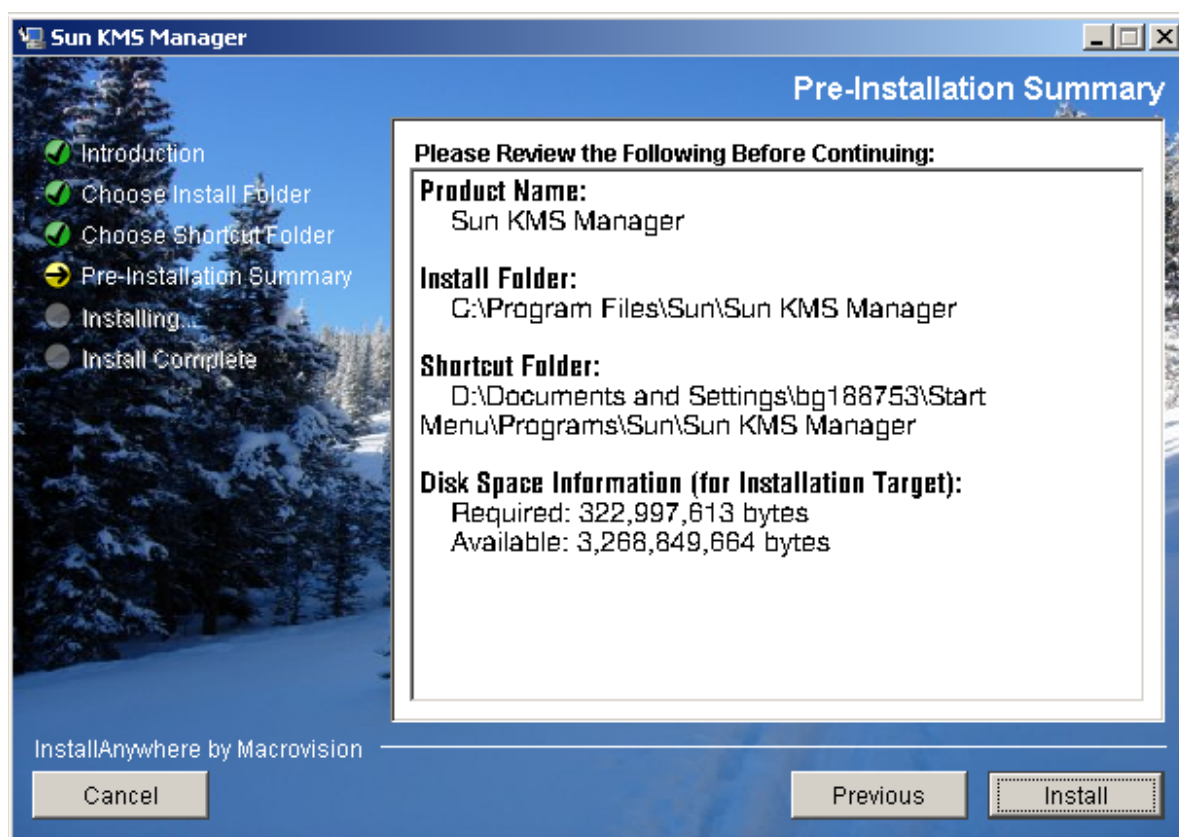 Sun KMS Manager
Pre-Installation Summary
Introduction
Choose Install Folder
Choose Shortcut Folder
Pre-Installation Summary
Installing...
Install Complete
Please Review the Following Before Continuing:
Product Name:
Sun KMS Manager
Install Folder:
C:\Program Files\Sun\Sun KMS Manager
Shortcut Folder:
D:\Documents and Settings\bg188753\Start
Menu\Programs\Sun\Sun KMS Manager
Disk Space Information (for Installation Target):
Required: 322,997,613 bytes
Available: 3,268,849,664 bytes
InstallAnywhere by Macrovision
Cancel
Previous
Install